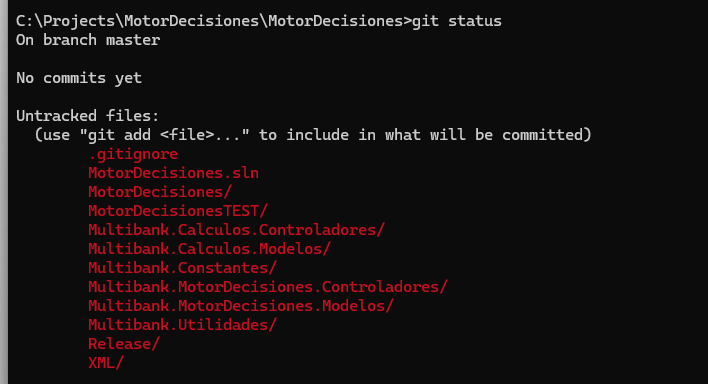 C:\Projects\MotorDecisiones\MotorDecisiones>git status
On branch master
No commits yet
Untracked files:
(use "git add <file>..." to include in what will be committed)
.gitignore
MotorDecisiones.sln
MotorDecisiones/
MotorDecisionesTEST/
Multibank.Calculos.Controladores/
Multibank.Calculos.Modelos/
Multibank.Constantes/
Multibank.MotorDecisiones.Controladores/
Multibank.MotorDecisiones.Modelos/
Multibank.Utilidades/
Release/
XML/